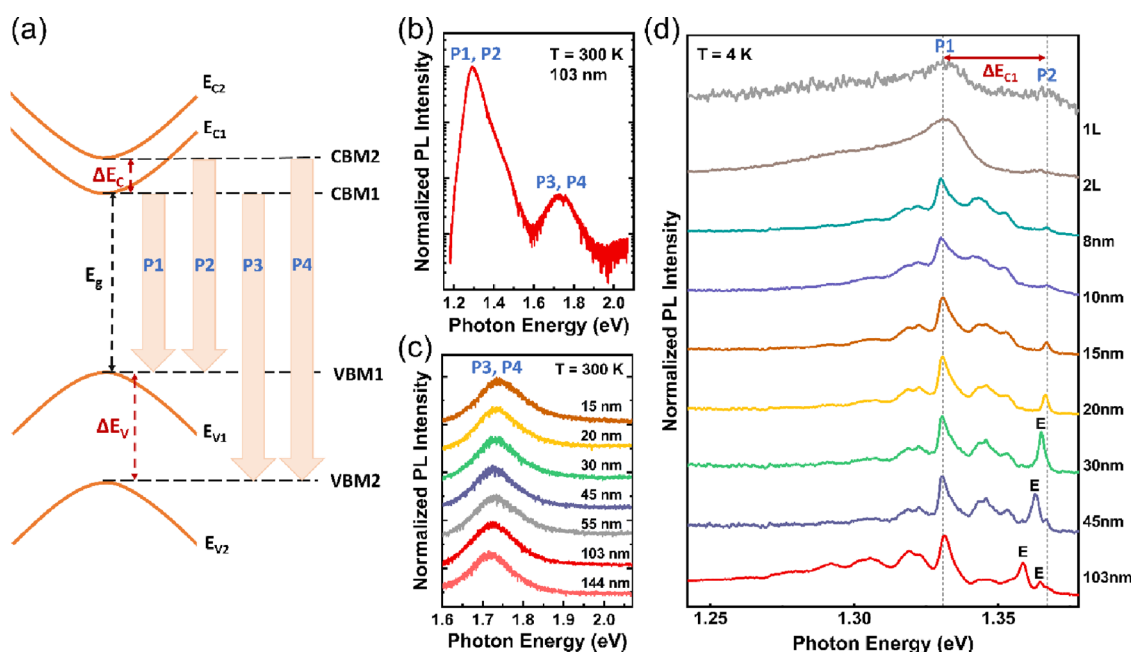 (a)
E_C2
E_C1
CBM2
ΔE_C
CBM1
E_g
P1
P2
P3
P4
VBM1
ΔE_V
E_V1
VBM2
E_V2
(b)
P1, P2
T = 300 K
103 nm
P3, P4
Normalized PL Intensity
1.2 1.4 1.6 1.8 2.0
Photon Energy (eV)
(c)
P3, P4
T = 300 K
15 nm
20 nm
30 nm
45 nm
55 nm
103 nm
144 nm
Normalized PL Intensity
1.6 1.7 1.8 1.9 2.0
Photon Energy (eV)
(d)
T = 4 K
P1
ΔE_C1
P2
1L
2L
8nm
10nm
15nm
20nm
E
30nm
E
45nm
E
E
103nm
Normalized PL Intensity
1.25 1.30 1.35
Photon Energy (eV)